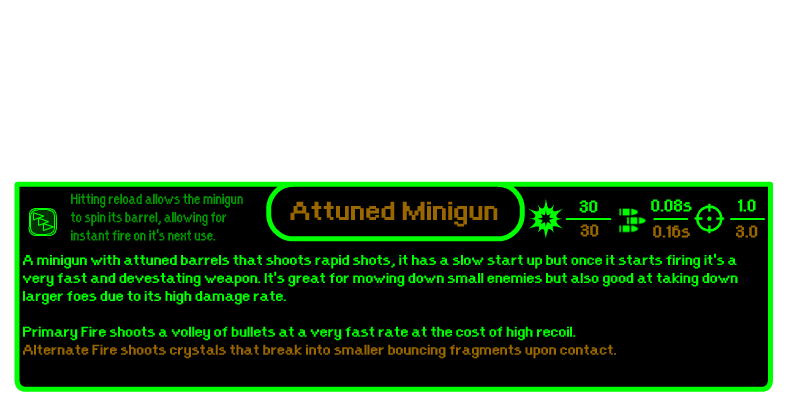 Hitting reload allows the minigun
to spin its barrel, allowing for
instant fire on it's next use.
Attuned Minigun
30
30
0.08s
0.16s
1.0
3.0
A minigun with attuned barrels that shoots rapid shots, it has a slow start up but once it starts firing it's a
very fast and devestating weapon. It's great for mowing down small enemies but also good at taking down
larger foes due to its high damage rate.
Primary Fire shoots a volley of bullets at a very fast rate at the cost of high recoil.
Alternate Fire shoots crystals that break into smaller bouncing fragments upon contact.